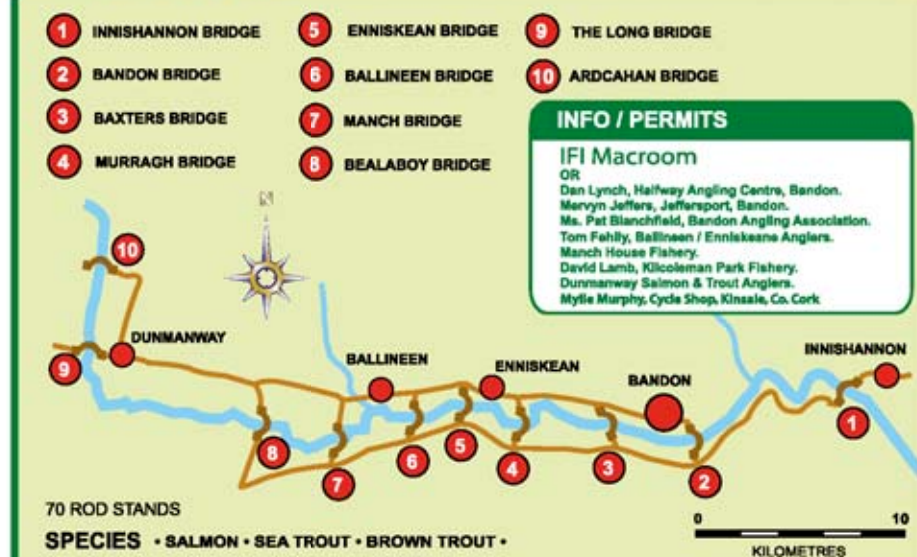 1 INNISHANNON BRIDGE
2 BANDON BRIDGE
3 BAXTERS BRIDGE
4 MURRAGH BRIDGE
5 ENNISKEAN BRIDGE
6 BALLINEEN BRIDGE
7 MANCH BRIDGE
8 BEALABOY BRIDGE
9 THE LONG BRIDGE
10 ARDCAHAN BRIDGE
INFO / PERMITS
IFI Macroom
OR
Dan Lynch, Halfway Angling Centre, Bandon.
Mervyn Jeffers, Jeffersport, Bandon.
Ms. Pat Blanchfield, Bandon Angling Association.
Tom Fehily, Ballineen / Enniskeane Anglers.
Manch House Fishery.
David Lamb, Kilcoleman Park Fishery.
Dunmanway Salmon & Trout Anglers.
Mylie Murphy, Cycle Shop, Kinsale, Co. Cork
N
10
DUNMANWAY
9
BALLINEEN
ENNISKEAN
BANDON
INNISHANNON
8
7
6
5
4
3
2
1
70 ROD STANDS
SPECIES • SALMON • SEA TROUT • BROWN TROUT •
0 10
KILOMETRES